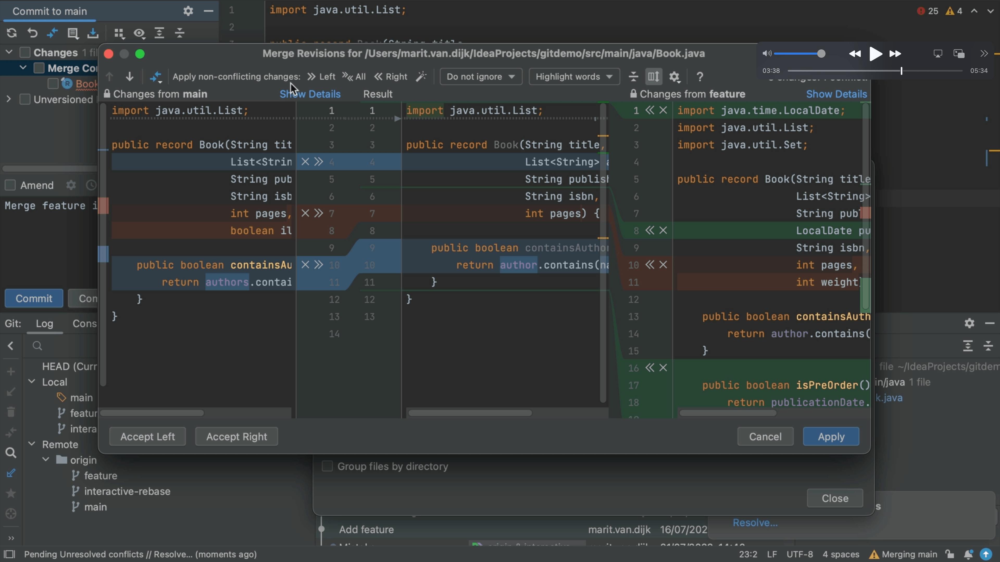 Commit to main
1 import java.util.List;
25 4
2
public record Book(String title,
Changes 1 fil
Merge Con
Book
Unversioned
Amend
Merge feature i
Commit
Merge Revisions for /Users/marit.van.dijk/IdeaProjects/gitdemo/src/main/java/Book.java
03:38 05:34
Apply non-conflicting changes: Left All Right Do not ignore Highlight words ?
Changes from main Show Details Result
import java.util.List; 1
2
public record Book(String tit 3
List<Strin 4
String pub 5
String isb 6
int pages, 7
boolean il 8
9
public boolean containsAu 10
return authors.contai 11
} 12
} 13
14
1 import java.util.List;
2
3 public record Book(String title,
4 List<String> a
5 String publish
6 String isbn,
7 int pages) {
8
9 public boolean containsAuthor
10 return author.contains(na
11 }
12 }
13
Changes from feature Show Details
1 import java.time.LocalDate;
2 import java.util.List;
3 import java.util.Set;
4
5 public record Book(String title
6 List<String>
7 String publ
8 LocalDate pu
9 String isbn,
10 int pages,
11 int weight)
12
13 public boolean containsAuth
14 return author.contains(
15 }
16
17 public boolean isPreOrder()
18 return publicationDate.
Accept Left Accept Right Cancel Apply
Group files by directory
Close
Git: Log Cons
HEAD (Curr
Local
main
featur
intera
Remote
origin
feature
interactive-rebase
main
file ~/IdeaProjects/gitdem
in/java 1 file
k.java
s
Resolve...
Add feature marit.van.dijk 16/07/202
Pending Unresolved conflicts // Resolve... (moments ago)
23:2 LF UTF-8 4 spaces Merging main